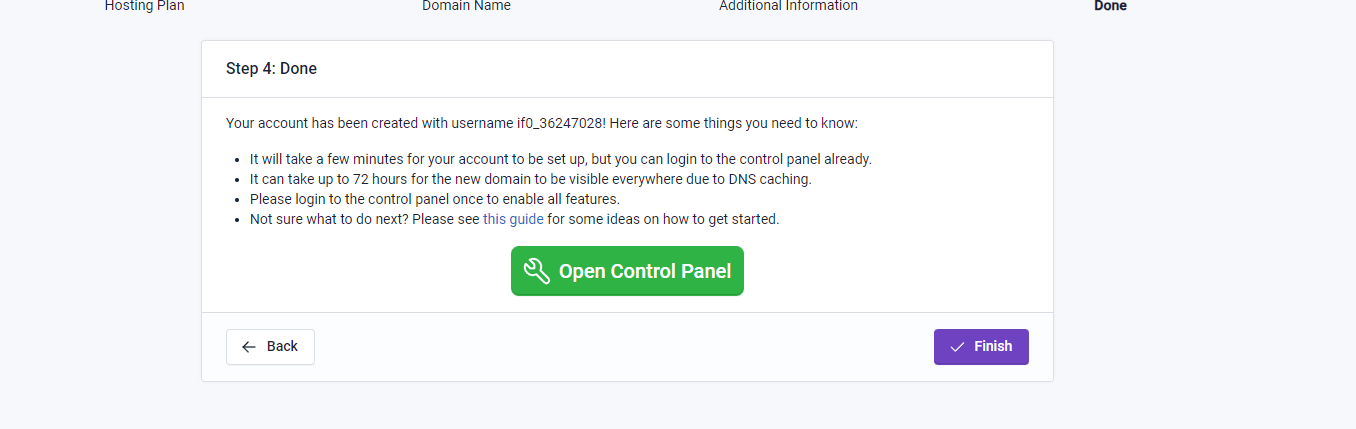 Hosting Plan
Domain Name
Additional Information
Done
Step 4: Done
Your account has been created with username if0_36247028! Here are some things you need to know:
It will take a few minutes for your account to be set up, but you can login to the control panel already.
It can take up to 72 hours for the new domain to be visible everywhere due to DNS caching.
Please login to the control panel once to enable all features.
Not sure what to do next? Please see this guide for some ideas on how to get started.
Open Control Panel
Back
Finish